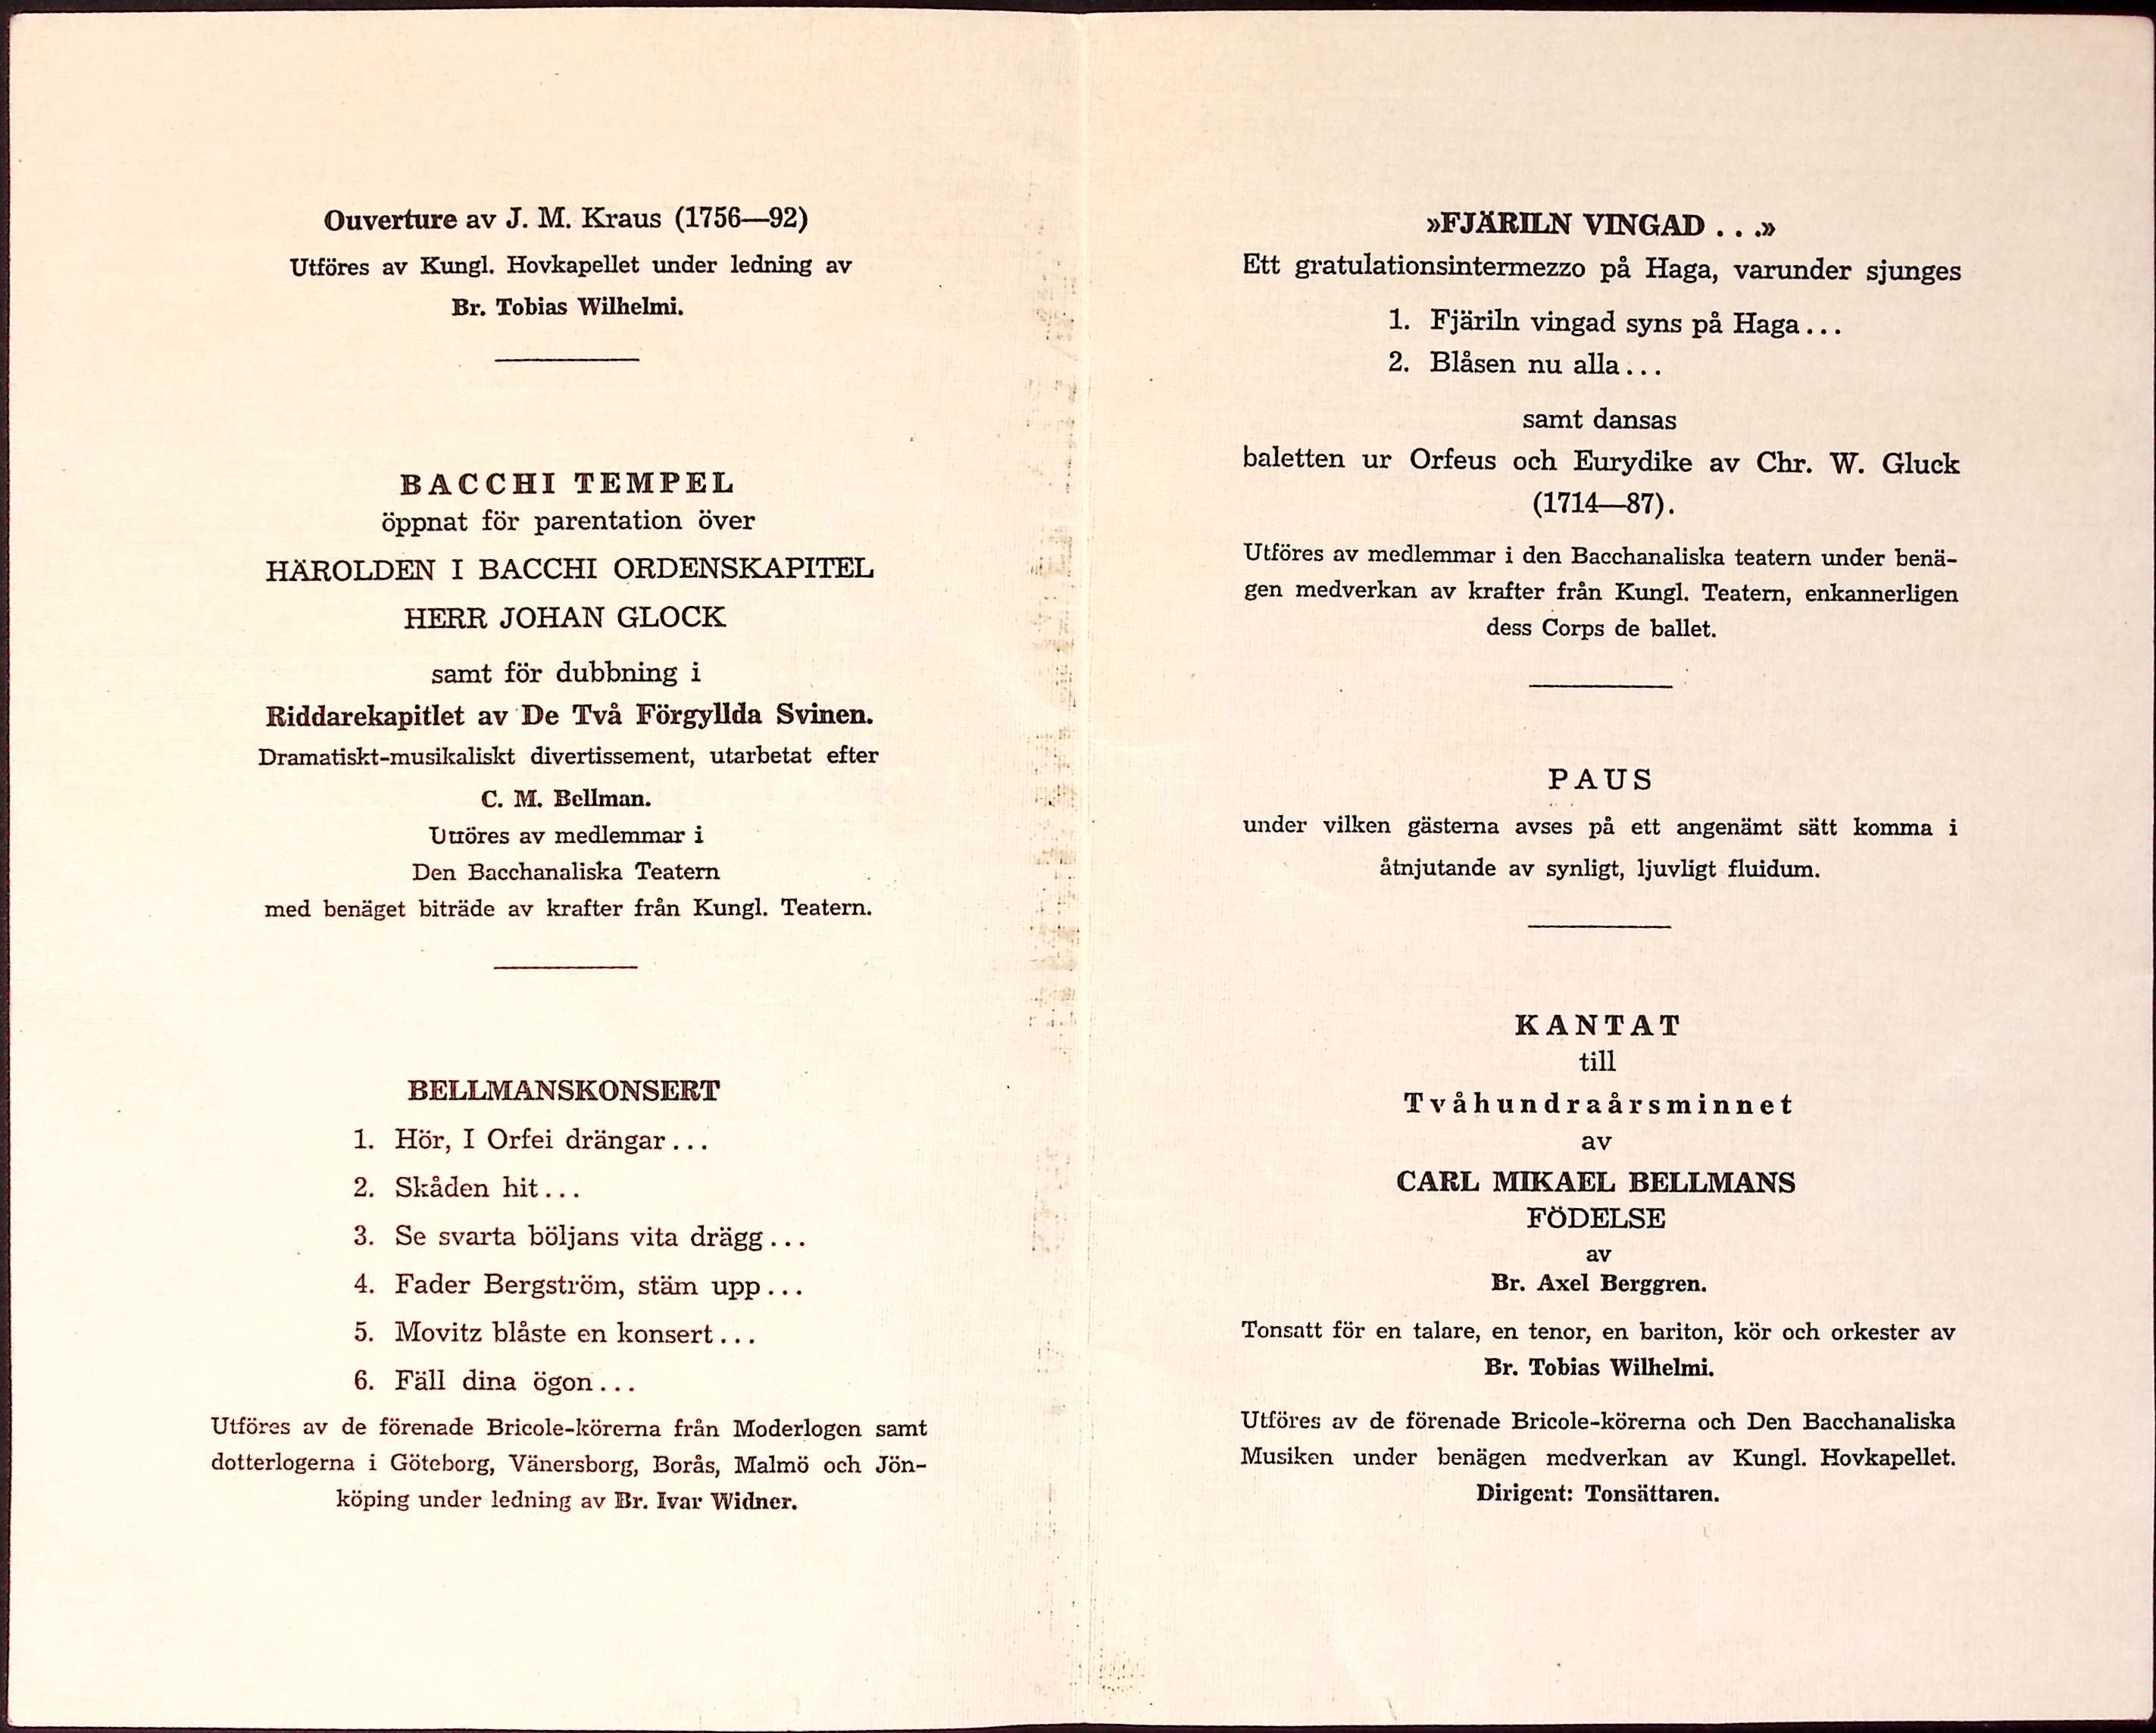 Ouverture av J. M. Kraus (1756—92)
Utföres av Kungl. Hovkapellet under ledning av
Br. Tobias Wilhelmi.
BACCHI TEMPEL
öppnat för parentation över
HÄROLDEN I BACCHI ORDENSKAPITEL
HERR JOHAN GLOCK
samt för dubbning i
Riddarekapitlet av De Två Förgyllda Svinen.
Dramatiskt-musikaliskt divertissement, utarbetat efter
C. M. Bellman.
Utföres av medlemmar i
Den Bacchanaliska Teatern
med benäget biträde av krafter från Kungl. Teatern.
BELLMANSKONSERT
1. Hör, I Orfei drängar...
2. Skåden hit...
3. Se svarta böljans vita drägg...
4. Fader Bergström, stäm upp...
5. Movitz blåste en konsert...
6. Fäll dina ögon...
Utföres av de förenade Bricole-körerna från Moderlogen samt
dotterlogerna i Göteborg, Vänersborg, Borås, Malmö och Jön-
köping under ledning av Br. Ivar Widner.
»FJÄRILN VINGAD . . .»
Ett gratulationsintermezzo på Haga, varunder sjunges
1. Fjäriln vingad syns på Haga...
2. Blåsen nu alla...
samt dansas
baletten ur Orfeus och Eurydike av Chr. W. Gluck
(1714—87).
Utföres av medlemmar i den Bacchanaliska teatern under benä-
gen medverkan av krafter från Kungl. Teatern, enkannerligen
dess Corps de ballet.
PAUS
under vilken gästerna avses på ett angenämt sätt komma i
åtnjutande av synligt, ljuvligt fluidum.
KANTAT
till
Tvåhundraårsminnet
av
CARL MIKAEL BELLMANS
FÖDELSE
av
Br. Axel Berggren.
Tonsatt för en talare, en tenor, en bariton, kör och orkester av
Br. Tobias Wilhelmi.
Utföres av de förenade Bricole-körerna och Den Bacchanaliska
Musiken under benägen medverkan av Kungl. Hovkapellet.
Dirigent: Tonsättaren.